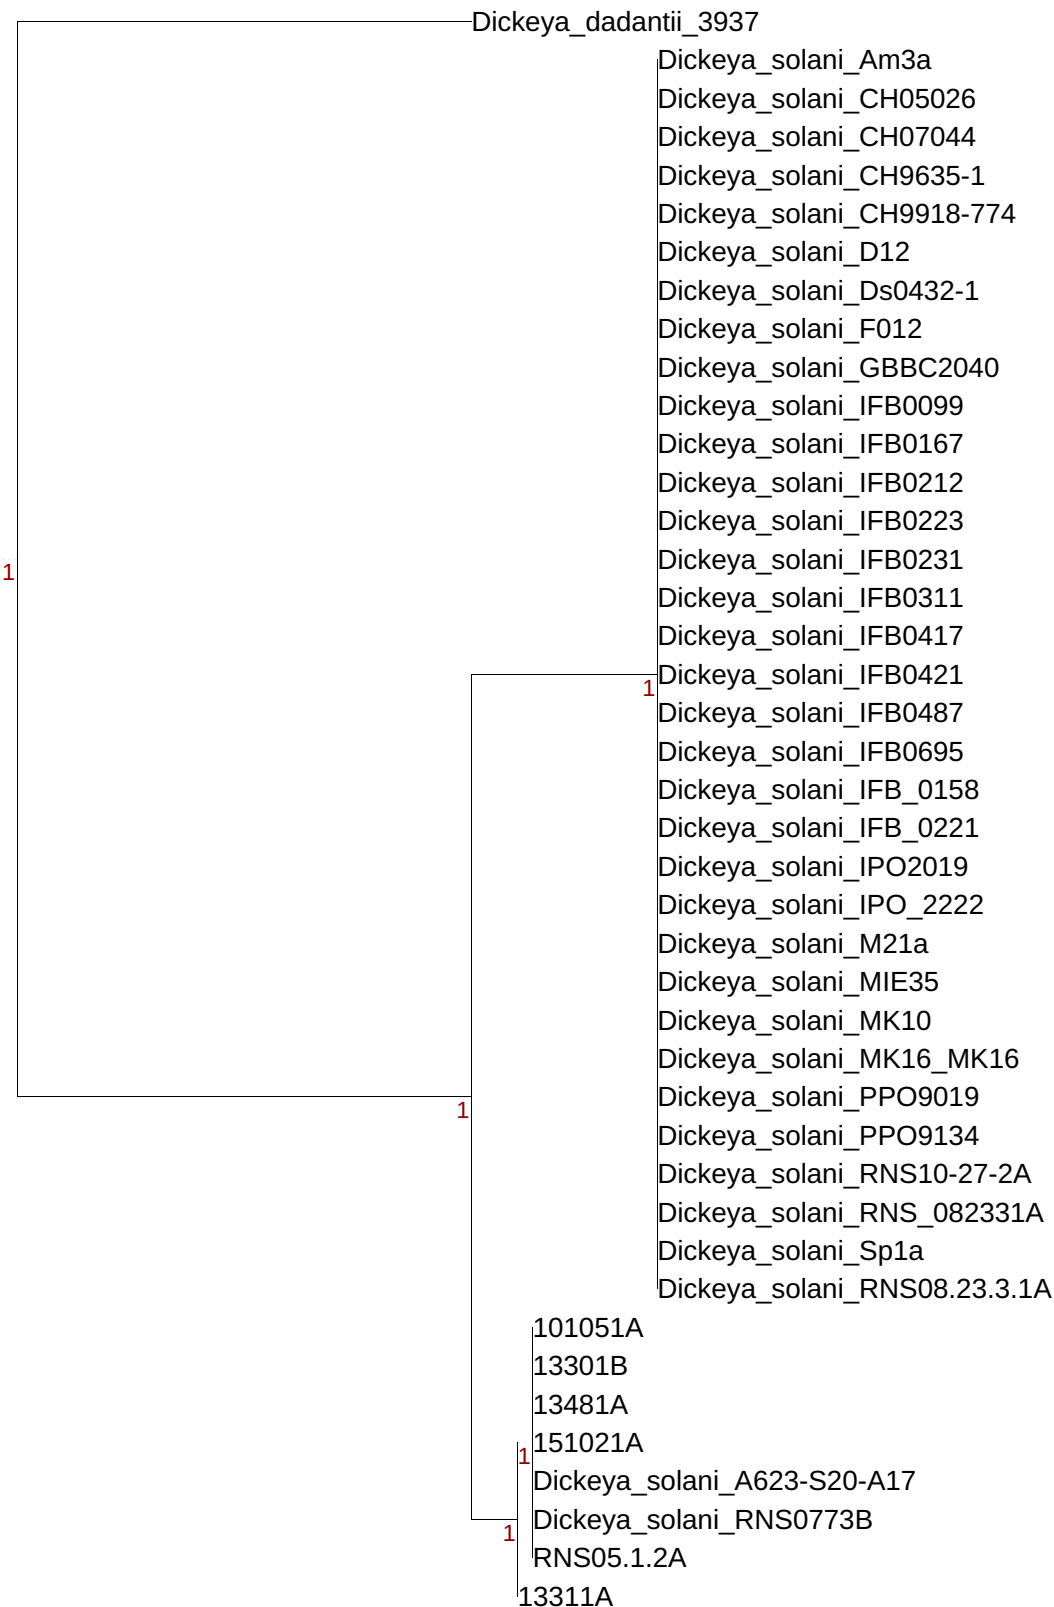 Dickeya_dadantii_3937
Dickeya_solani_Am3a
Dickeya_solani_CH05026
Dickeya_solani_CH07044
Dickeya_solani_CH9635-1
Dickeya_solani_CH9918-774
Dickeya_solani_D12
Dickeya_solani_Ds0432-1
Dickeya_solani_F012
Dickeya_solani_GBBC2040
Dickeya_solani_IFB0099
Dickeya_solani_IFB0167
Dickeya_solani_IFB0212
Dickeya_solani_IFB0223
Dickeya_solani_IFB0231
1
Dickeya_solani_IFB0311
Dickeya_solani_IFB0417
Dickeya_solani_IFB0421
1
Dickeya_solani_IFB0487
Dickeya_solani_IFB0695
Dickeya_solani_IFB_0158
Dickeya_solani_IFB_0221
Dickeya_solani_IPO2019
Dickeya_solani_IPO_2222
Dickeya_solani_M21a
Dickeya_solani_MIE35
Dickeya_solani_MK10
Dickeya_solani_MK16_MK16
Dickeya_solani_PPO9019
1
Dickeya_solani_PPO9134
Dickeya_solani_RNS10-27-2A
Dickeya_solani_RNS_082331A
Dickeya_solani_Sp1a
Dickeya_solani_RNS08.23.3.1A
101051A
13301B
13481A
151021A
1
Dickeya_solani_A623-S20-A17
Dickeya_solani_RNS0773B
1
RNS05.1.2A
13311A